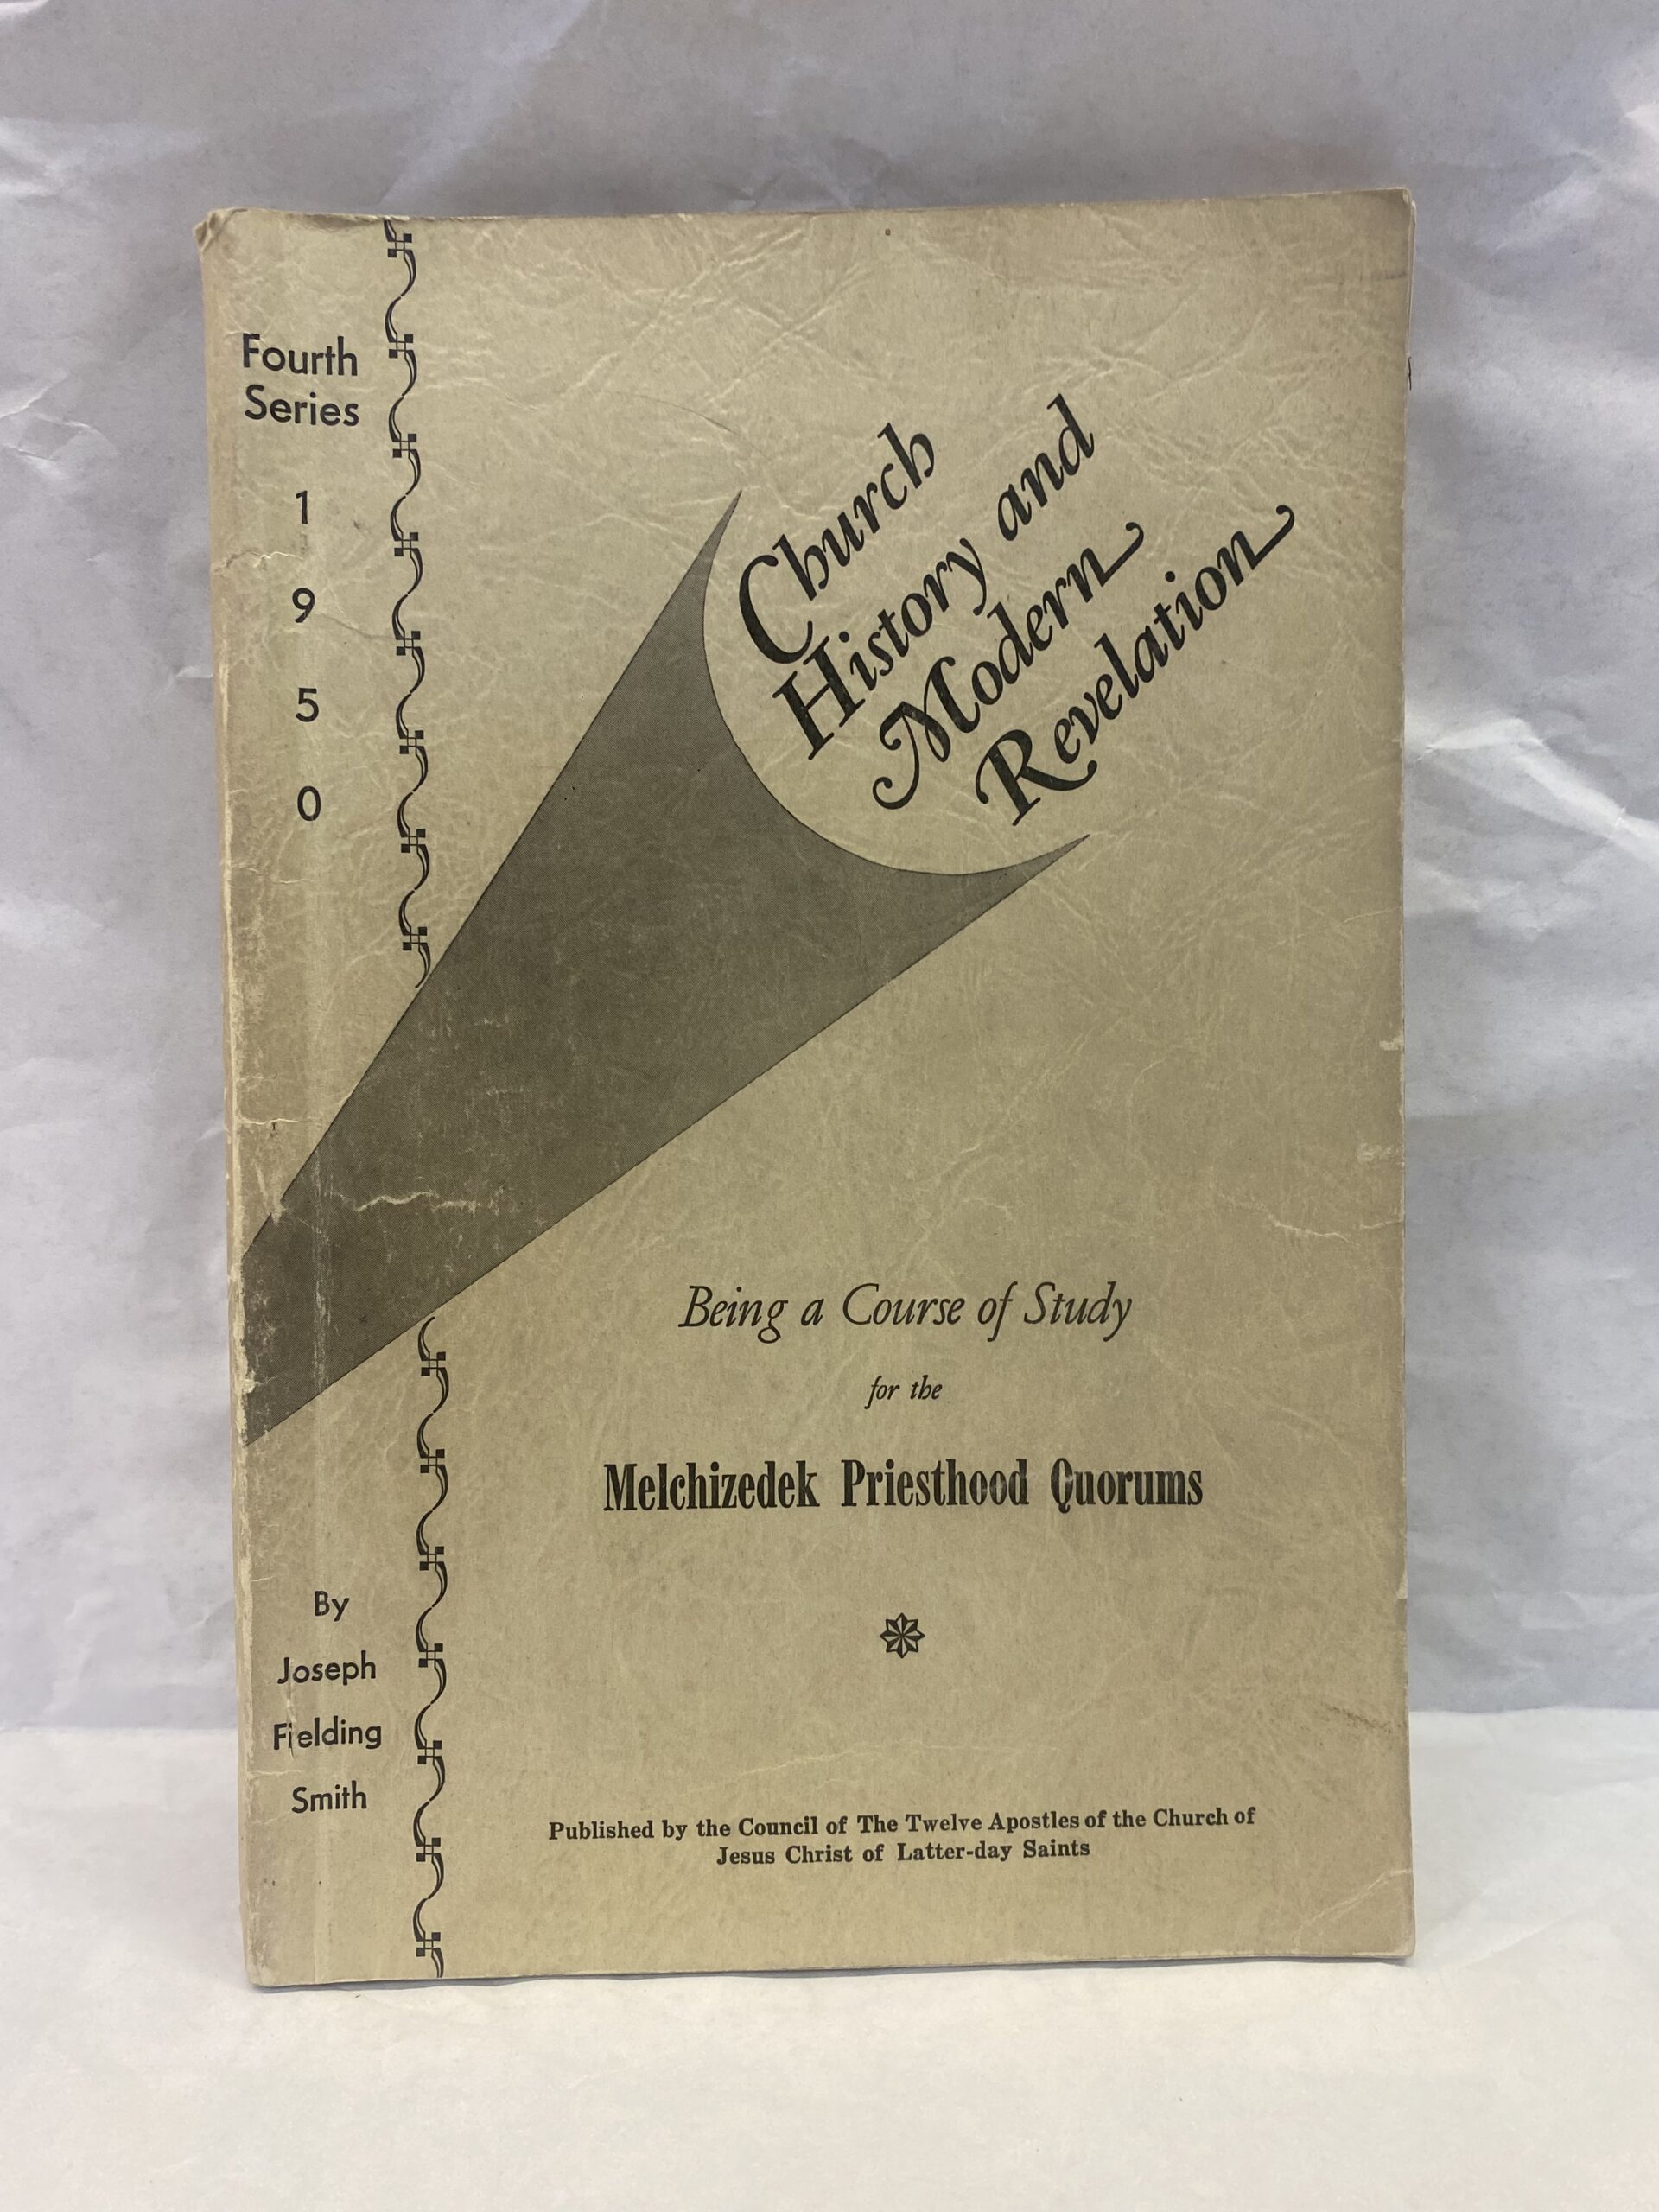 Fourth
Series
1
9
5
0
Church
History and
Modern
Revelation
Being a Course of Study
for the
Melchizedek Priesthood Quorums
By
Joseph
Fielding
Smith
Published by the Council of The Twelve Apostles of the Church of
Jesus Christ of Latter-day Saints